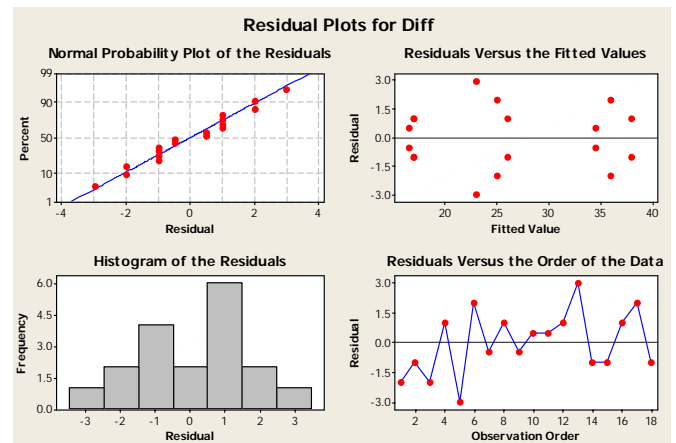 Residual Plots for Diff
Normal Probability Plot of the Residuals
99
90
50
10
1
Percent
-4 -2 0 2 4
Residual
Residuals Versus the Fitted Values
3.0
1.5
0.0
-1.5
-3.0
Residual
20 25 30 35 40
Fitted Value
Histogram of the Residuals
6.0
4.5
3.0
1.5
0.0
Frequency
-3 -2 -1 0 1 2 3
Residual
Residuals Versus the Order of the Data
3.0
1.5
0.0
-1.5
-3.0
Residual
2 4 6 8 10 12 14 16 18
Observation Order